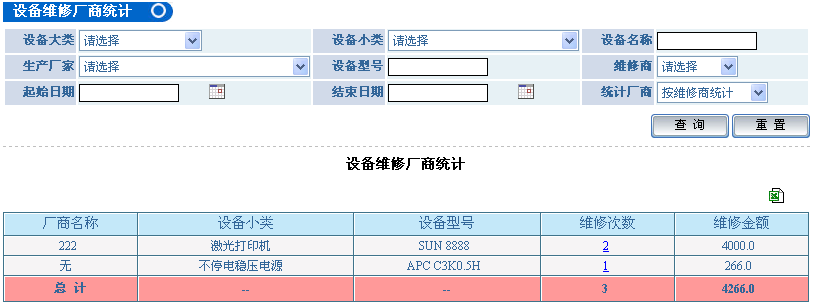 设备维修厂商统计
设备大类 请选择 设备小类 请选择 设备名称
生产厂家 请选择 设备型号 维修商 请选择
起始日期 结束日期 统计厂商 按维修商统计
查 询 重 置
设备维修厂商统计
厂商名称 设备小类 设备型号 维修次数 维修金额
222 激光打印机 SUN 8888 2 4000.0
无 不停电稳压电源 APC C3K0.5H 1 266.0
总 计 -- -- 3 4266.0